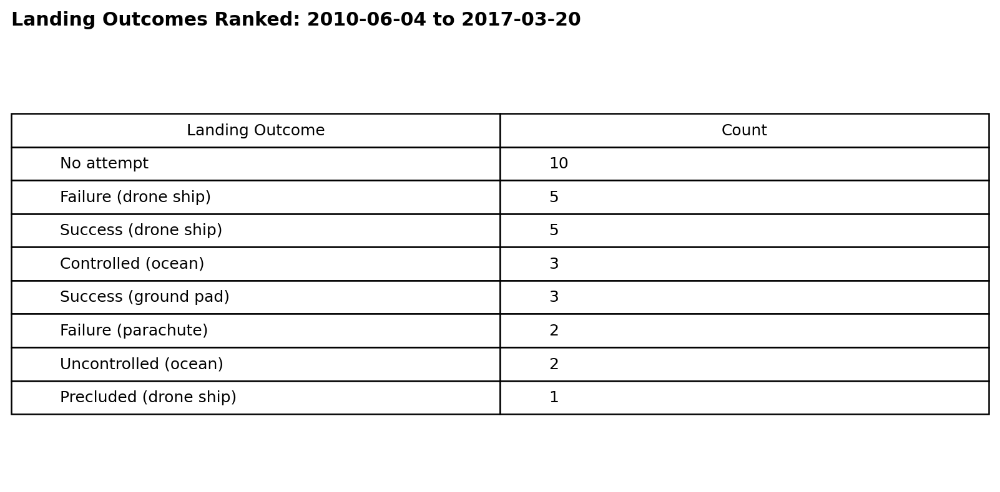 Landing Outcomes Ranked: 2010-06-04 to 2017-03-20
Landing Outcome Count
No attempt 10
Failure (drone ship) 5
Success (drone ship) 5
Controlled (ocean) 3
Success (ground pad) 3
Failure (parachute) 2
Uncontrolled (ocean) 2
Precluded (drone ship) 1